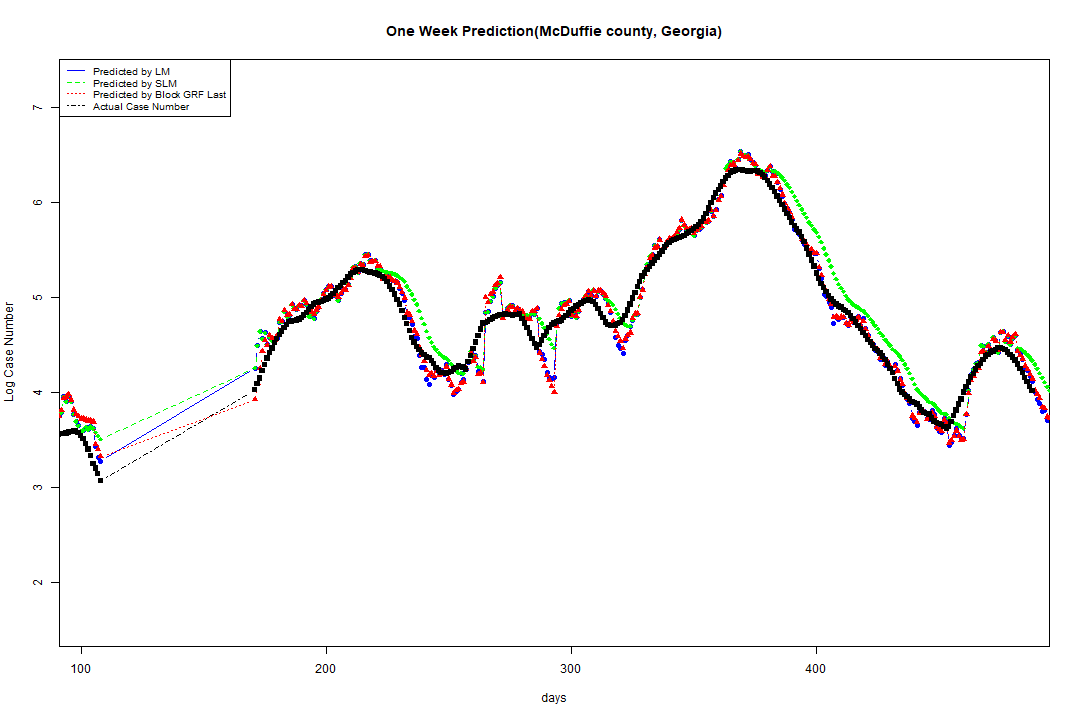 One Week Prediction(McDuffie county, Georgia)
Predicted by LM
Predicted by SLM
Predicted by Block GRF Last
Actual Case Number
7
6
5
4
3
2
Log Case Number
100 200 300 400
days